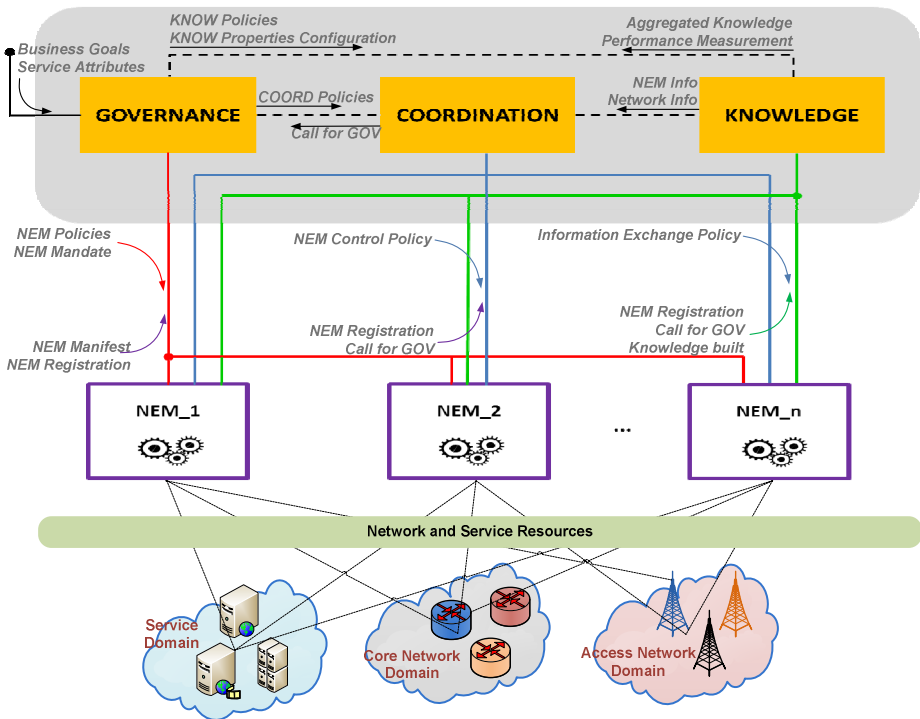 KNOW Policies
KNOW Properties Configuration
Aggregated Knowledge
Performance Measurement
Business Goals
Service Attributes
GOVERNANCE
COORD Policies
Call for GOV
COORDINATION
NEM Info
Network Info
KNOWLEDGE
NEM Policies
NEM Mandate
NEM Control Policy
Information Exchange Policy
NEM Manifest
NEM Registration
NEM Registration
Call for GOV
NEM Registration
Call for GOV
Knowledge built
NEM_1
NEM_2
...
NEM_n
Network and Service Resources
Service
Domain
Core Network
Domain
Access Network
Domain